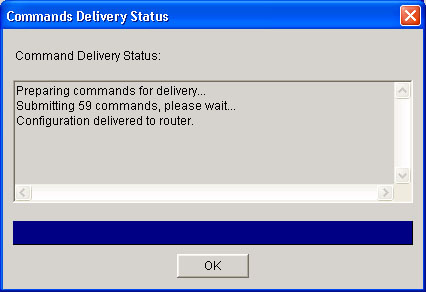 Commands Delivery Status
Command Delivery Status:
Preparing commands for delivery...
Submitting 59 commands, please wait...
Configuration delivered to router.
OK